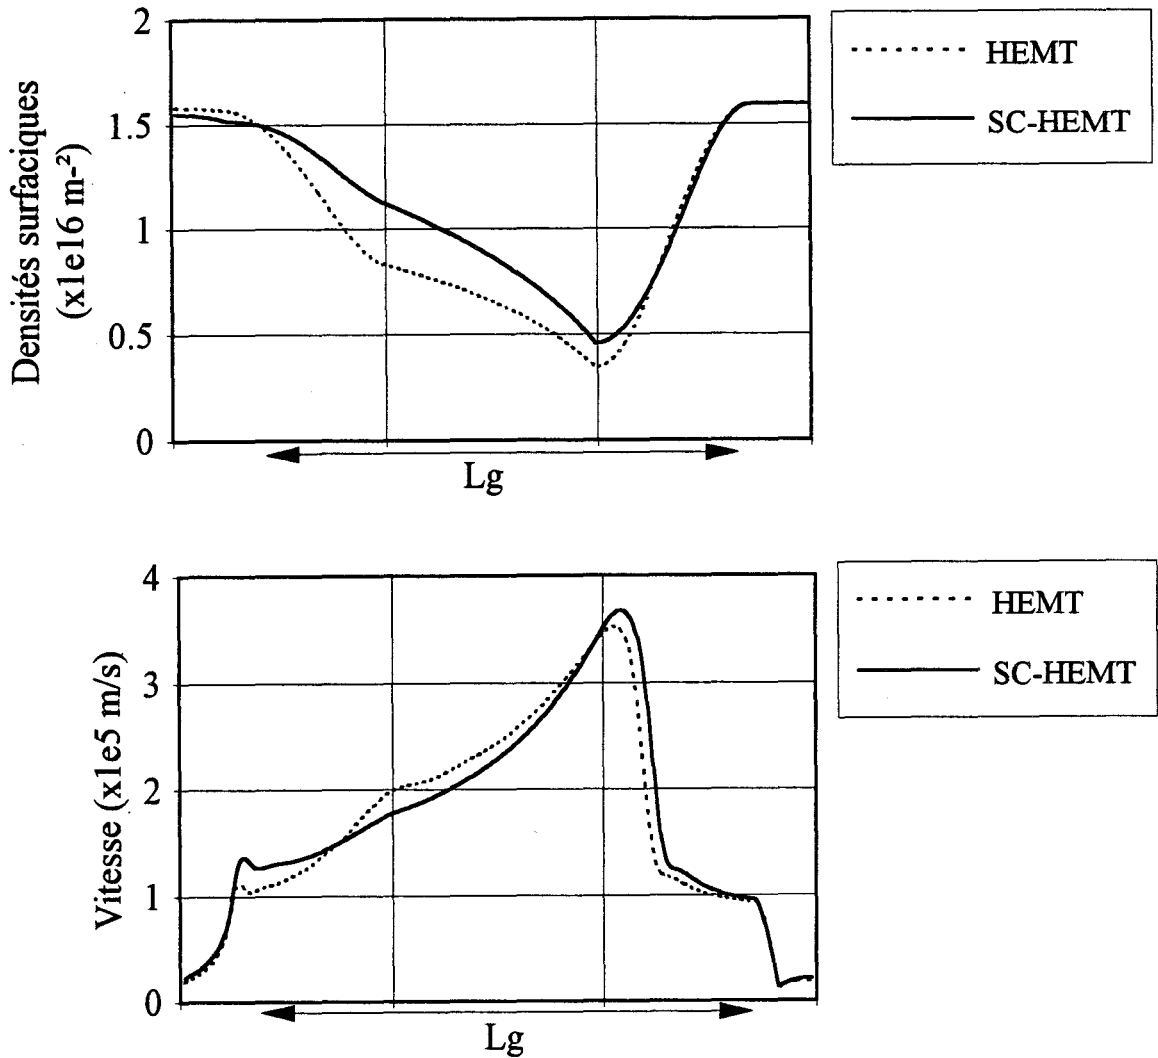 2
1.5
1
0.5
0
Densités surfaciques
(x1e16 m-²)
Lg
HEMT
SC-HEMT
4
3
2
1
0
Vitesse (x1e5 m/s)
Lg
HEMT
SC-HEMT